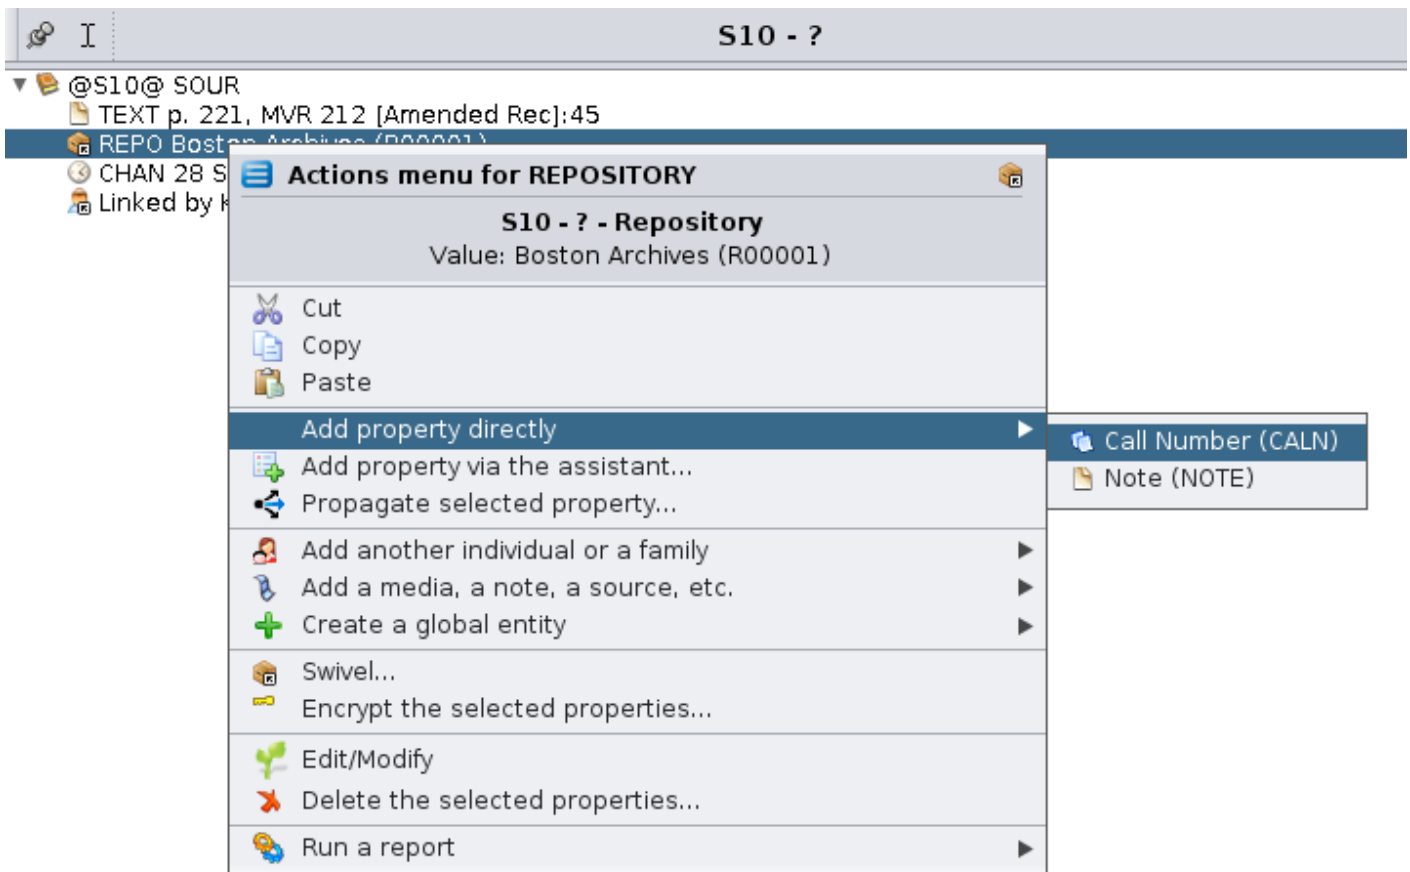 S10 - ?
@S10@ SOUR
TEXT p. 221, MVR 212 [Amended Rec]:45
REPO Boston Archives (R00001)
CHAN 28 S
Linked by
Actions menu for REPOSITORY
S10 - ? - Repository
Value: Boston Archives (R00001)
Cut
Copy
Paste
Add property directly
Call Number (CALN)
Add property via the assistant...
Note (NOTE)
Propagate selected property...
Add another individual or a family
Add a media, a note, a source, etc.
Create a global entity
Swivel...
Encrypt the selected properties...
Edit/Modify
Delete the selected properties...
Run a report